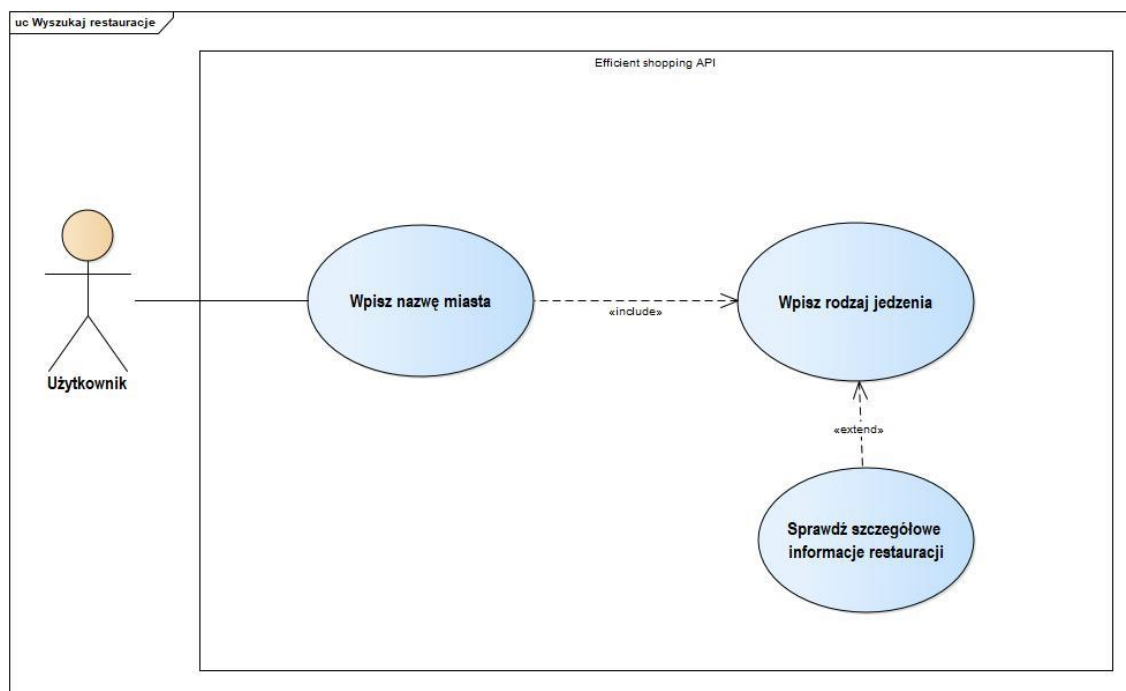 uc Wyszukaj restauracje
Efficient shopping API
Wpisz nazwę miasta
«include»
Wpisz rodzaj jedzenia
Użytkownik
«extend»
Sprawdź szczegółowe
informacje restauracji